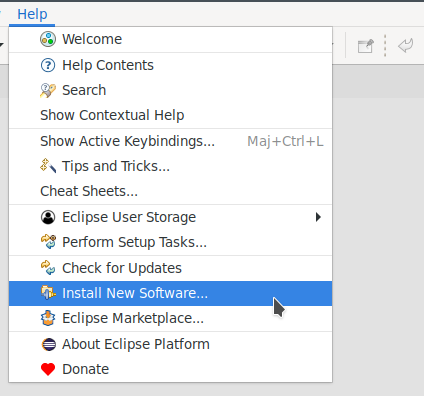 Help
Welcome
Help Contents
Search
Show Contextual Help
Show Active Keybindings... Maj+Ctrl+L
Tips and Tricks...
Cheat Sheets...
Eclipse User Storage
Perform Setup Tasks...
Check for Updates
Install New Software...
Eclipse Marketplace...
About Eclipse Platform
Donate